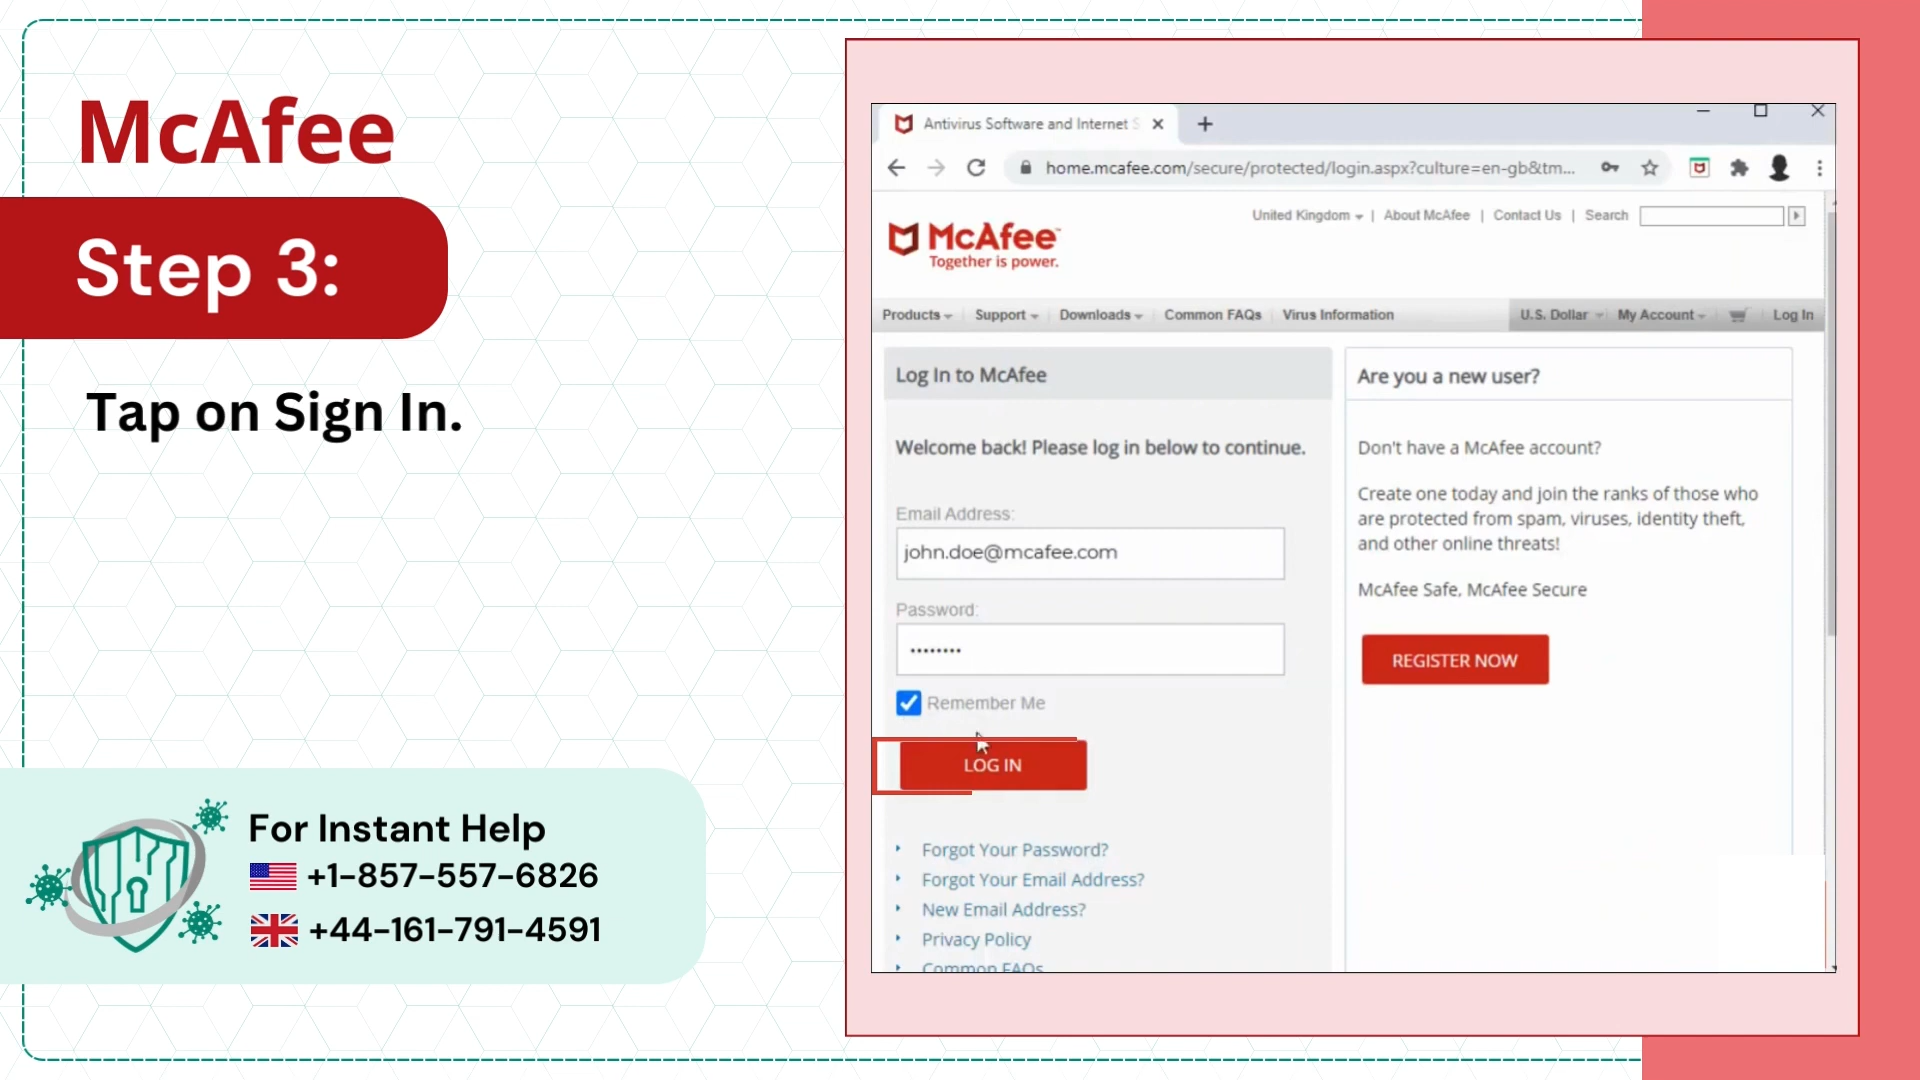 McAfee
Step 3:
Tap on Sign In.
For Instant Help
+1-857-557-6826
+44-161-791-4591
Antivirus Software and Internet S
home.mcafee.com/secure/protected/login.aspx?culture=en-gb&tm...
United Kingdom | About McAfee | Contact Us | Search
McAfee™
Together is power.
Products Support Downloads Common FAQs Virus Information U.S. Dollar My Account Log In
Log In to McAfee
Welcome back! Please log in below to continue.
Email Address:
john.doe@mcafee.com
Password:
••••••••
Remember Me
LOG IN
Forgot Your Password?
Forgot Your Email Address?
New Email Address?
Privacy Policy
Common FAQs
Are you a new user?
Don't have a McAfee account?
Create one today and join the ranks of those who
are protected from spam, viruses, identity theft,
and other online threats!
McAfee Safe, McAfee Secure
REGISTER NOW